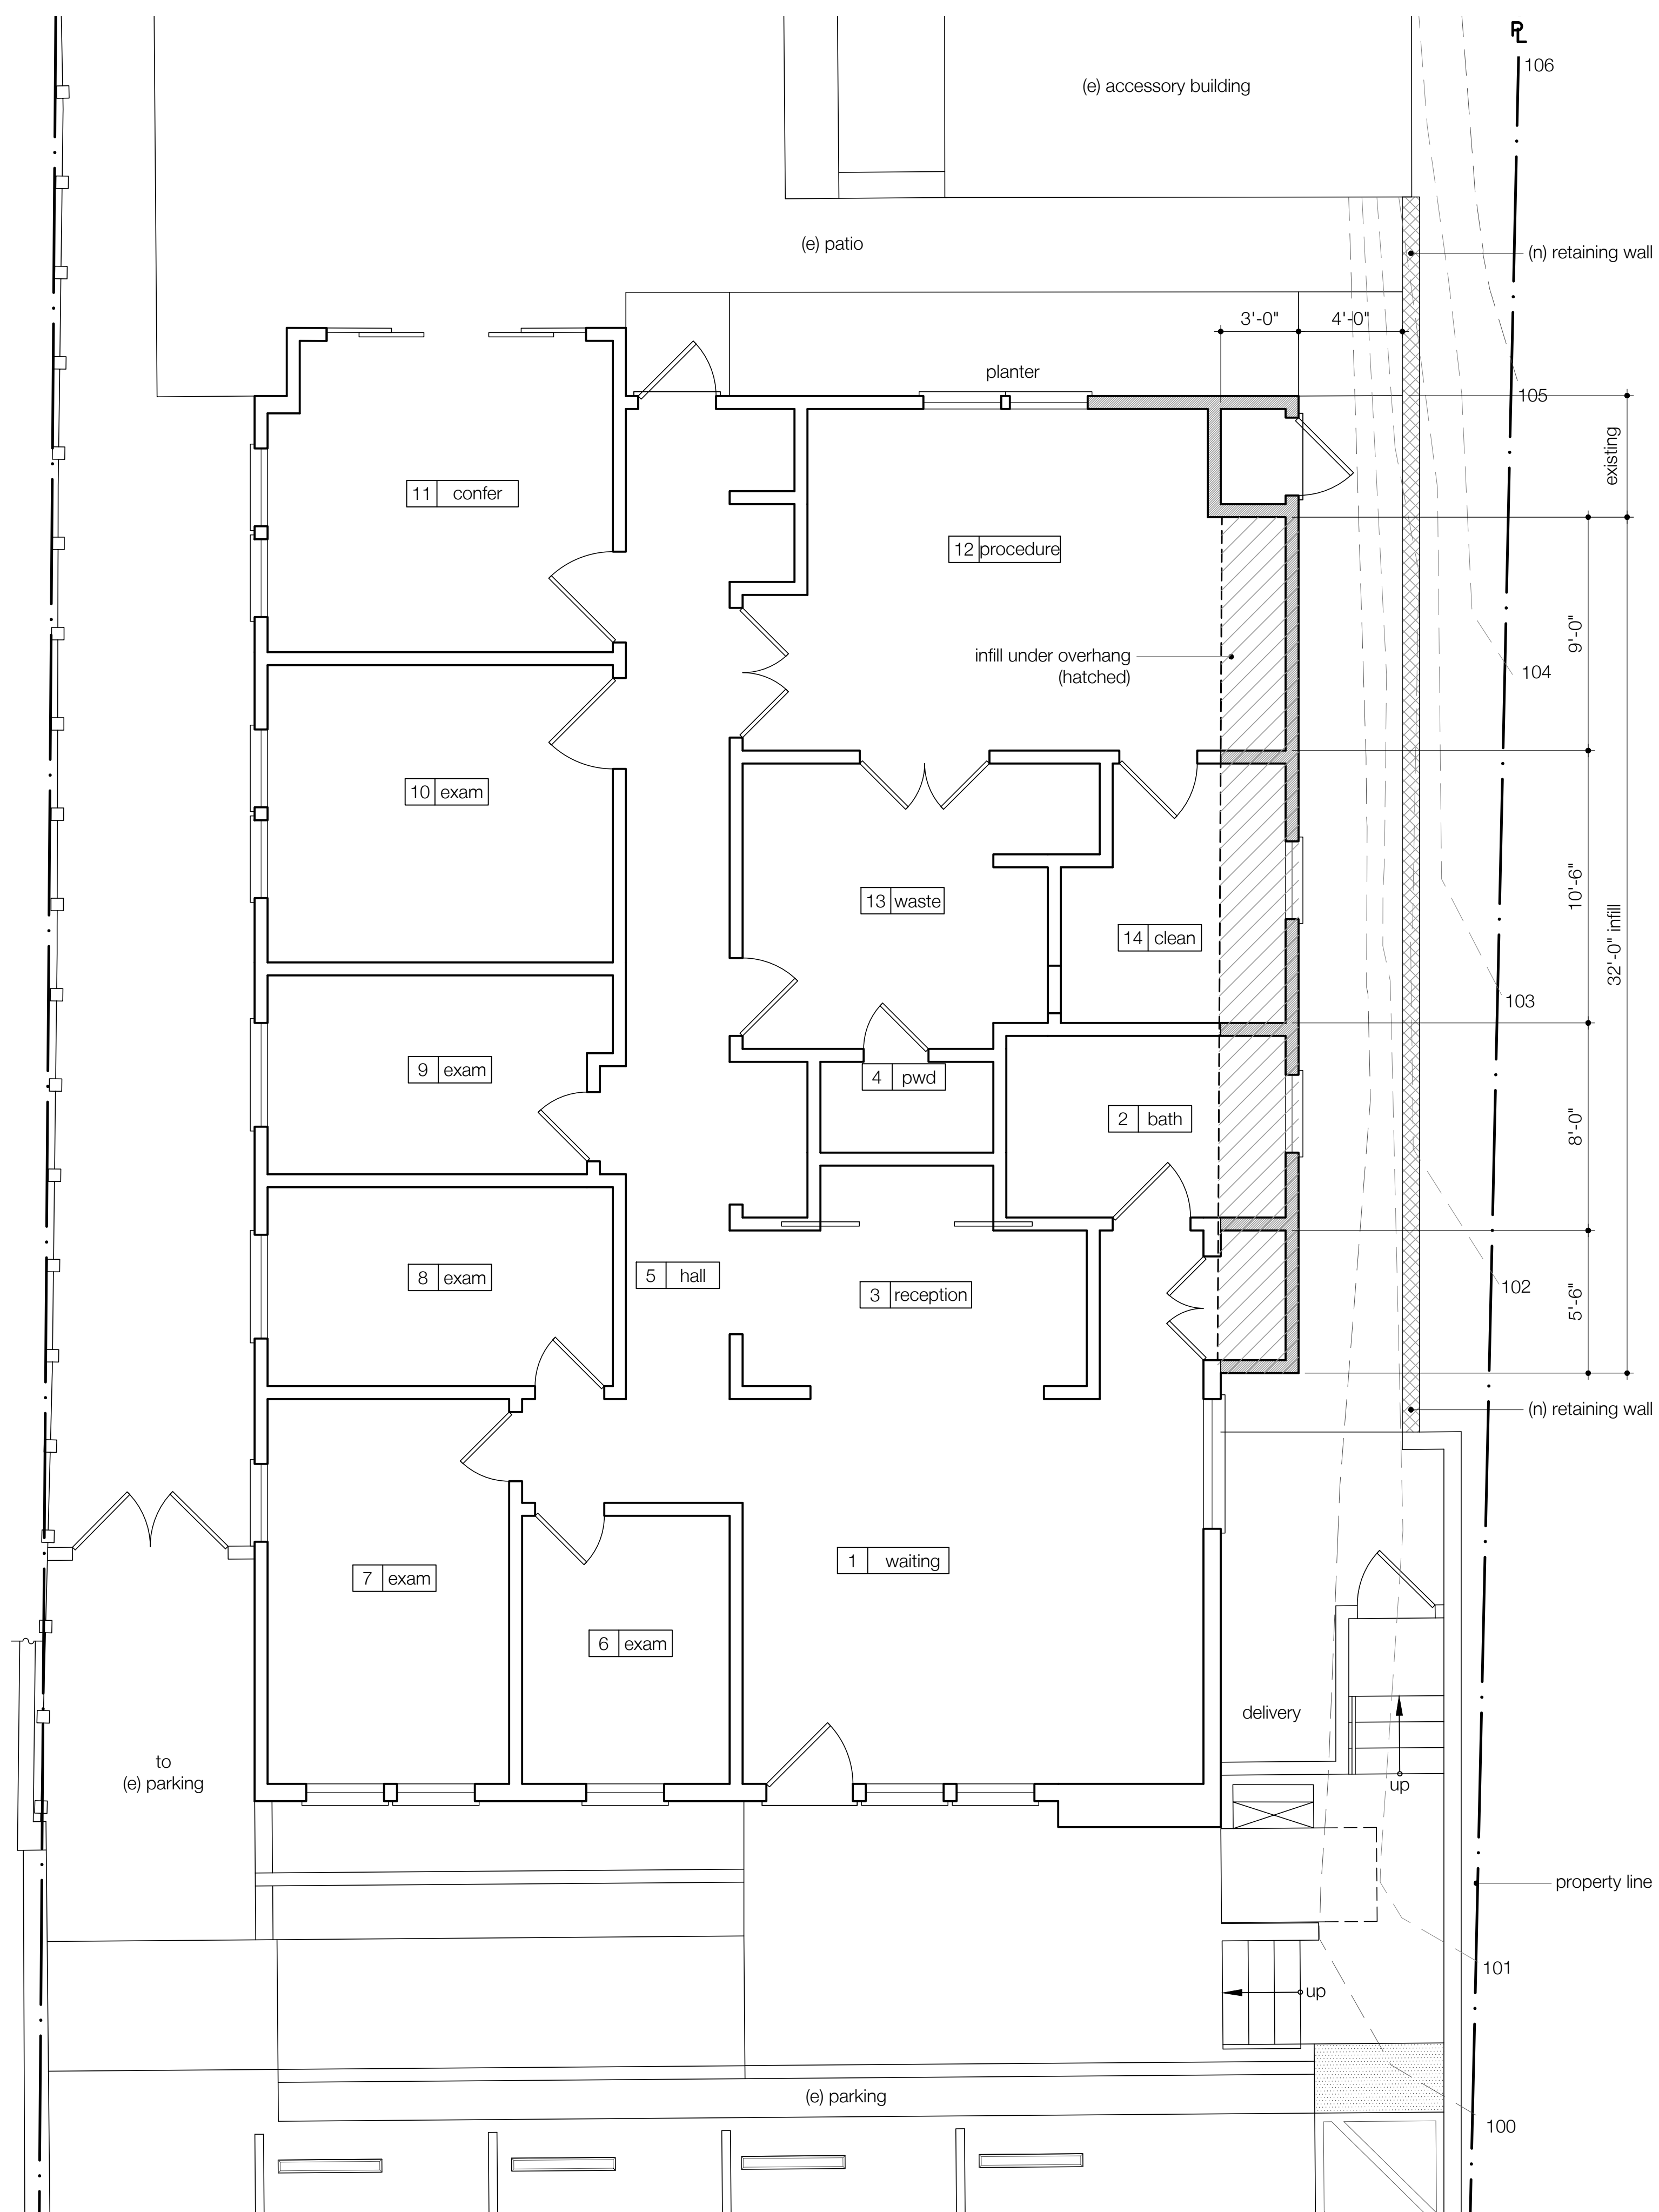 PL
106
(e) accessory building
(e) patio
(n) retaining wall
3'-0"
4'-0"
planter
105
existing
11 confer
12 procedure
9'-0"
infill under overhang
(hatched)
104
10 exam
13 waste
14 clean
10'-6"
32'-0" infill
103
9 exam
4 pwd
2 bath
8'-0"
8 exam
5 hall
3 reception
102
5'-6"
(n) retaining wall
1 waiting
7 exam
6 exam
delivery
to
(e) parking
up
property line
101
up
(e) parking
100